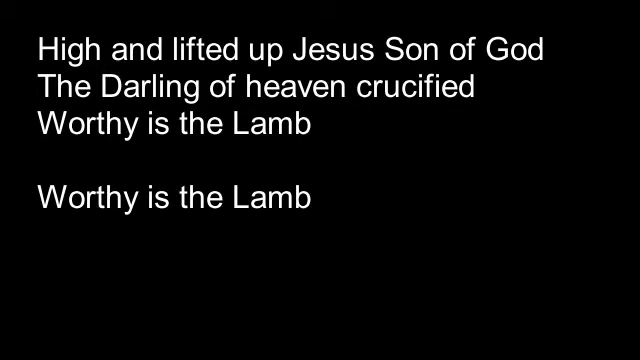 High and lifted up Jesus Son of God
The Darling of heaven crucified
Worthy is the Lamb
Worthy is the Lamb